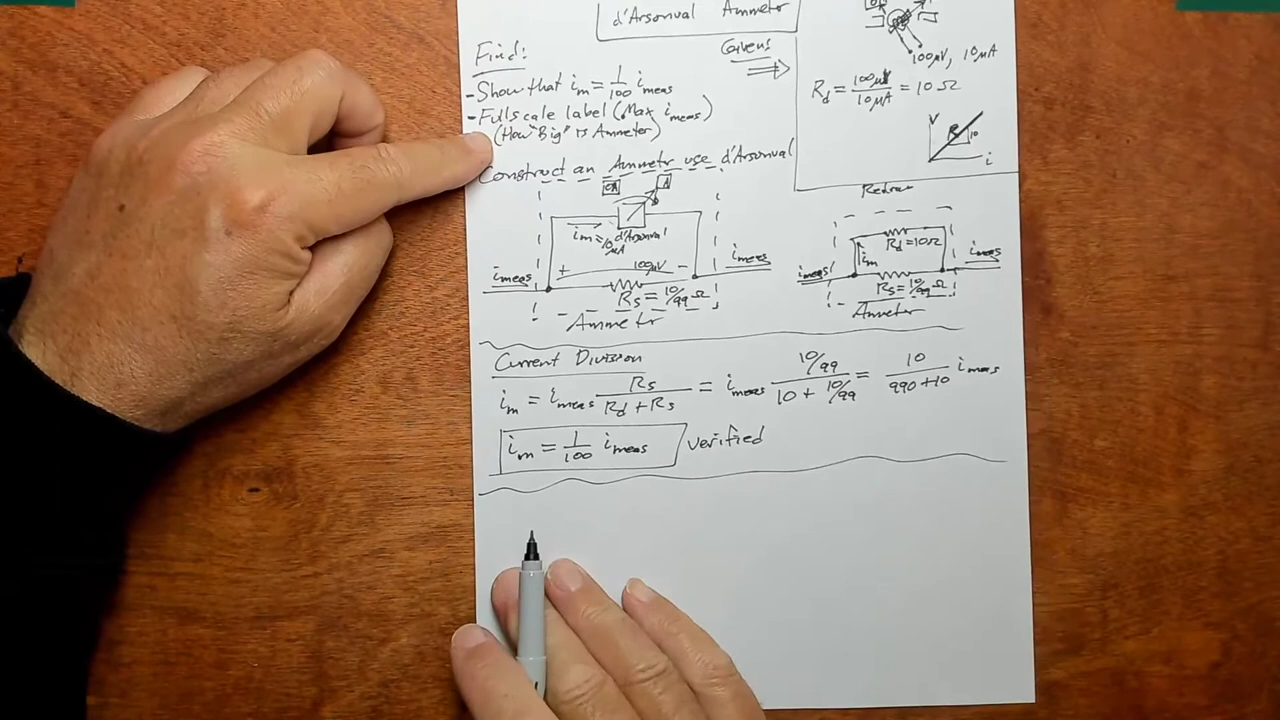 d'Arsonval Ammeter
Find:
- Show that im = 1/100 imeas
- Fullscale label (Max imeas)
(How "Big" is Ammeter)
Givens
100µV, 10µA
Rd = 100µV/10µA = 10 Ω
V
R
10
i
Construct an Ammeter use d'Arsonval
im = 10µA
d'Arsonval
+ 100µV -
imeas
imeas
Rs = 10/99 Ω
Ammeter
Redraw
Rd = 10Ω
im
imeas
imeas
Rs = 10/99 Ω
Ammeter
Current Division
im = imeas Rs/(Rd + Rs) = imeas (10/99)/(10 + 10/99) = 10/(990+10) imeas
im = 1/100 imeas verified